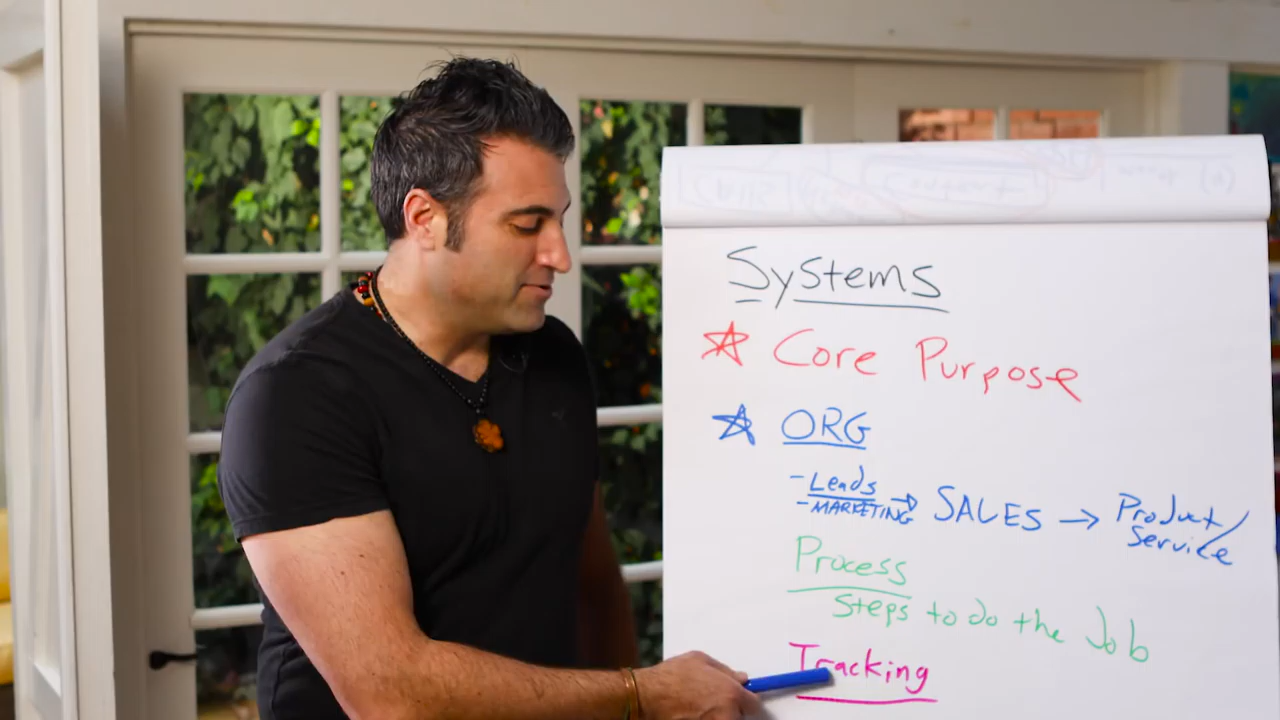 Systems
Core Purpose
ORG
- Leads
- MARKETING → SALES → Product/
Service
Process
Steps to do the Job
Tracking